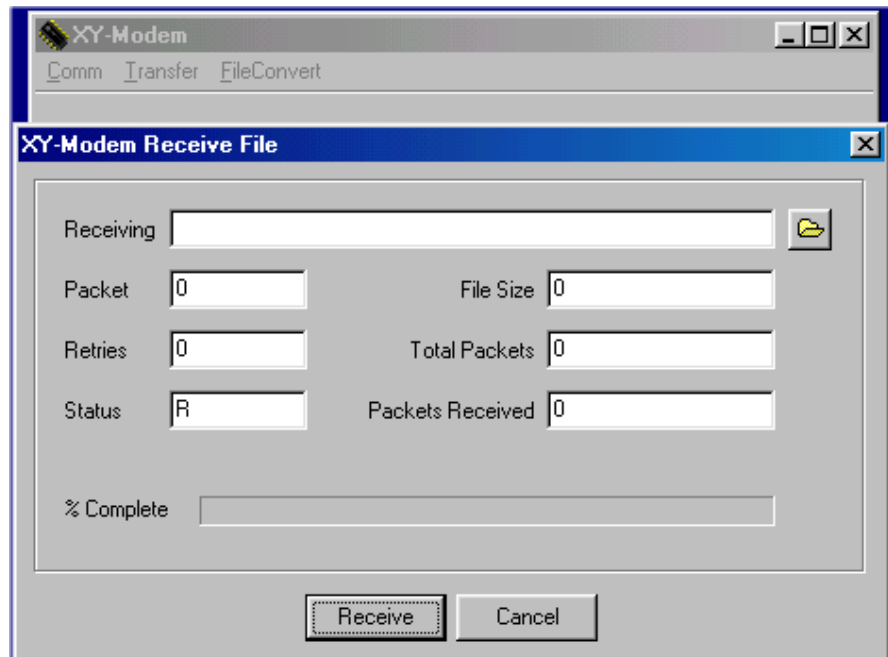 XY-Modem
Comm Transfer FileConvert
XY-Modem Receive File
Receiving
Packet 0 File Size 0
Retries 0 Total Packets 0
Status R Packets Received 0
% Complete
Receive Cancel